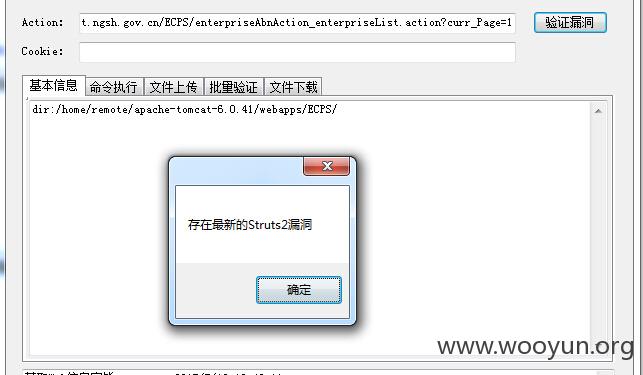 Action: t.ngsh.gov.cn/ECPS/enterpriseAbnAction_enterpriseList.action?curr_Page=1 验证漏洞
Cookie:
基本信息 命令执行 文件上传 批量验证 文件下载
dir:/home/remote/apache-tomcat-6.0.41/webapps/ECPS/
存在最新的Struts2漏洞
确定
www.wooyun.org